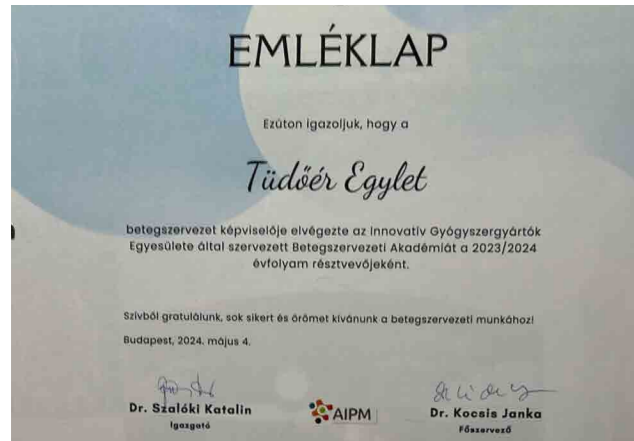 EMLÉKLAP
Ezúton igazoljuk, hogy a
Tüdőér Egylet
betegszervezet képviselője elvégezte az Innovatív Gyógyszergyártók
Egyesülete által szervezett Betegszervezeti Akadémiát a 2023/2024
évfolyam résztvevőjeként.
Szívből gratulálunk, sok sikert és örömet kívánunk a betegszervezeti munkához!
Budapest, 2024. május 4.
Dr. Szalóki Katalin
Igazgató
AIPM
Dr. Kocsis Janka
Főszervező